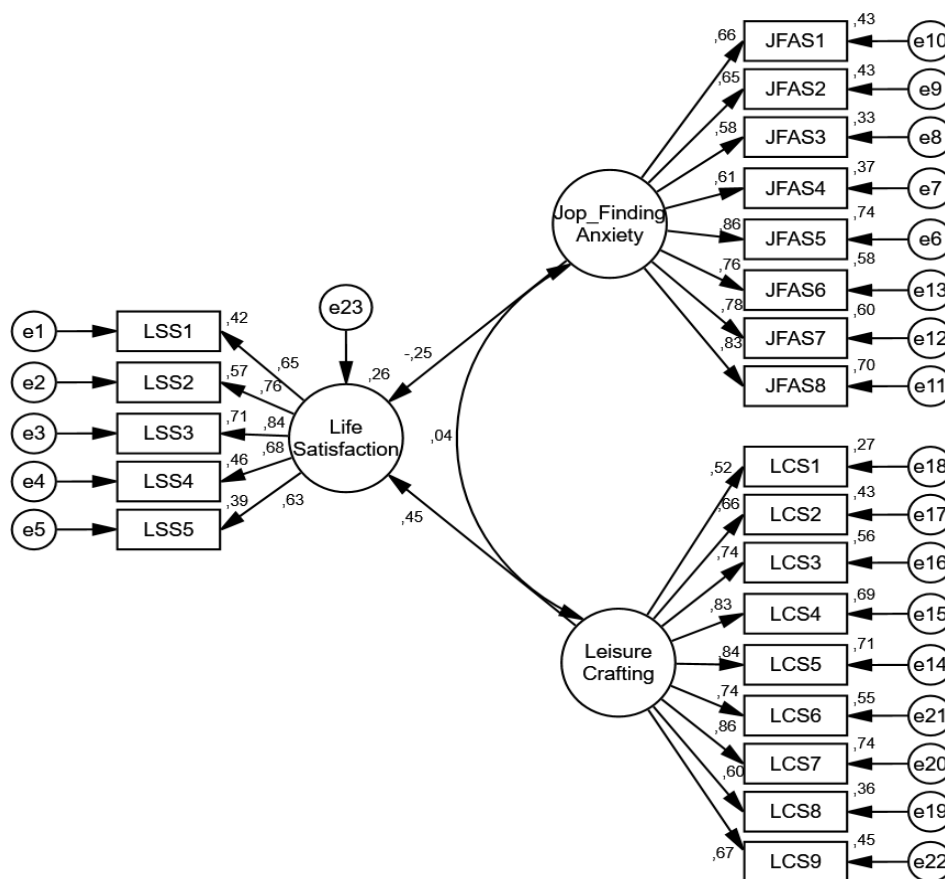 ,66
JFAS1
,43
e10
,65
JFAS2
,43
e9
,58
JFAS3
,33
e8
,61
JFAS4
,37
e7
Jop_Finding
Anxiety
,86
JFAS5
,74
e6
,76
JFAS6
,58
e13
,78
JFAS7
,60
e12
,83
JFAS8
,70
e11
e23
e1
LSS1
,42
,65
e2
LSS2
,57
,76
e3
LSS3
,71
,84
e4
LSS4
,46
,68
e5
LSS5
,39
,63
,26
Life
Satisfaction
-,25
,04
,45
Leisure
Crafting
,52
LCS1
,27
e18
,66
LCS2
,43
e17
,74
LCS3
,56
e16
,83
LCS4
,69
e15
,84
LCS5
,71
e14
,74
LCS6
,55
e21
,86
LCS7
,74
e20
,60
LCS8
,36
e19
,67
LCS9
,45
e22